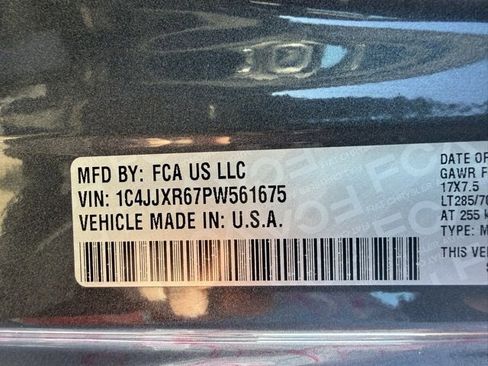 MFD BY: FCA US LLC
VIN: 1C4JJXR67PW561675
VEHICLE MADE IN: U.S.A.
DATE OF
GAWR F
17X7.5
LT285/70
AT 255 k
TYPE: M
THIS VE